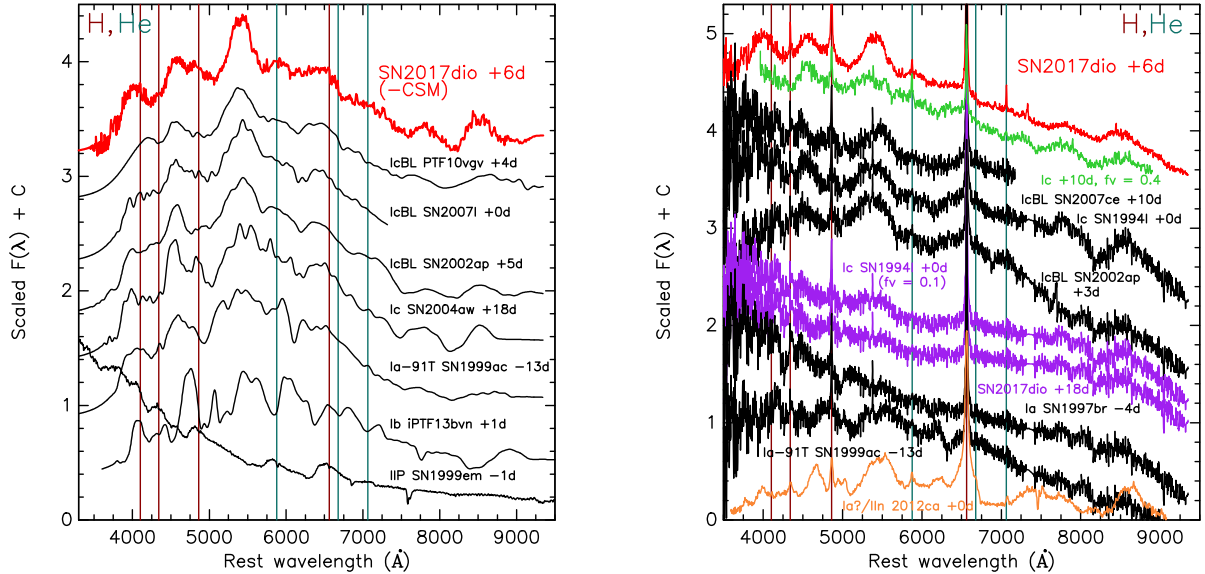 H, He
SN2017dio +6d
(−CSM)
IcBL PTF10vgv +4d
IcBL SN2007I +0d
IcBL SN2002ap +5d
Ic SN2004aw +18d
Ia−91T SN1999ac −13d
Ib iPTF13bvn +1d
IIP SN1999em −1d
Scaled F(λ) + C
0
1
2
3
4
4000
5000
6000
7000
8000
9000
Rest wavelength (Å)
H, He
SN2017dio +6d
Ic +10d, fv = 0.4
IcBL SN2007ce +10d
Ic SN1994I +0d
IcBL SN2002ap
+3d
Ic SN1994I +0d
(fv = 0.1)
SN2017dio +18d
Ia SN1997br −4d
Ia−91T SN1999ac −13d
Ia?/IIn 2012ca +0d
Scaled F(λ) + C
0
1
2
3
4
5
4000
5000
6000
7000
8000
9000
Rest wavelength (Å)